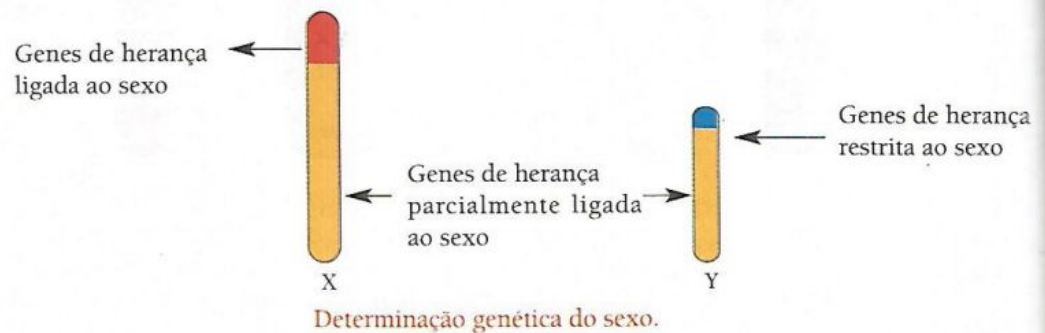 Genes de herança
ligada ao sexo
Genes de herança
restrita ao sexo
Genes de herança
parcialmente ligada
ao sexo
X
Y
Determinação genética do sexo.